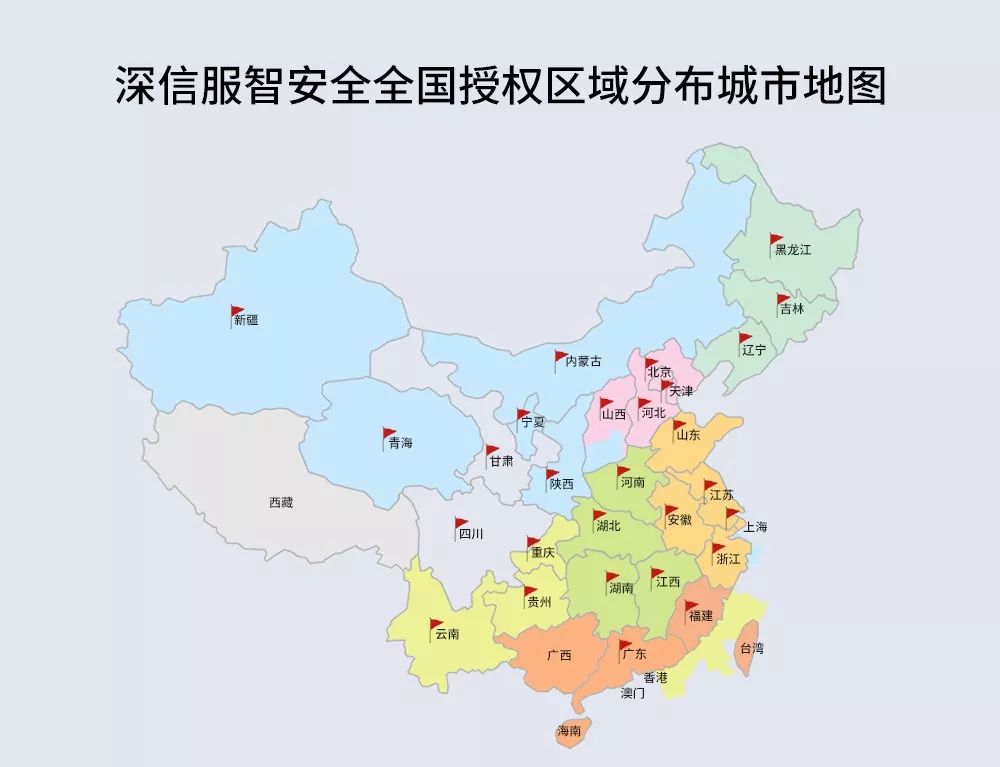 深信服智安全全国授权区域分布城市地图
黑龙江
吉林
新疆
辽宁
内蒙古
北京
天津
山西
河北
宁夏
山东
青海
甘肃
河南
陕西
江苏
西藏
湖北
安徽
上海
四川
重庆
浙江
江西
湖南
贵州
福建
云南
台湾
广西
广东
香港
澳门
海南